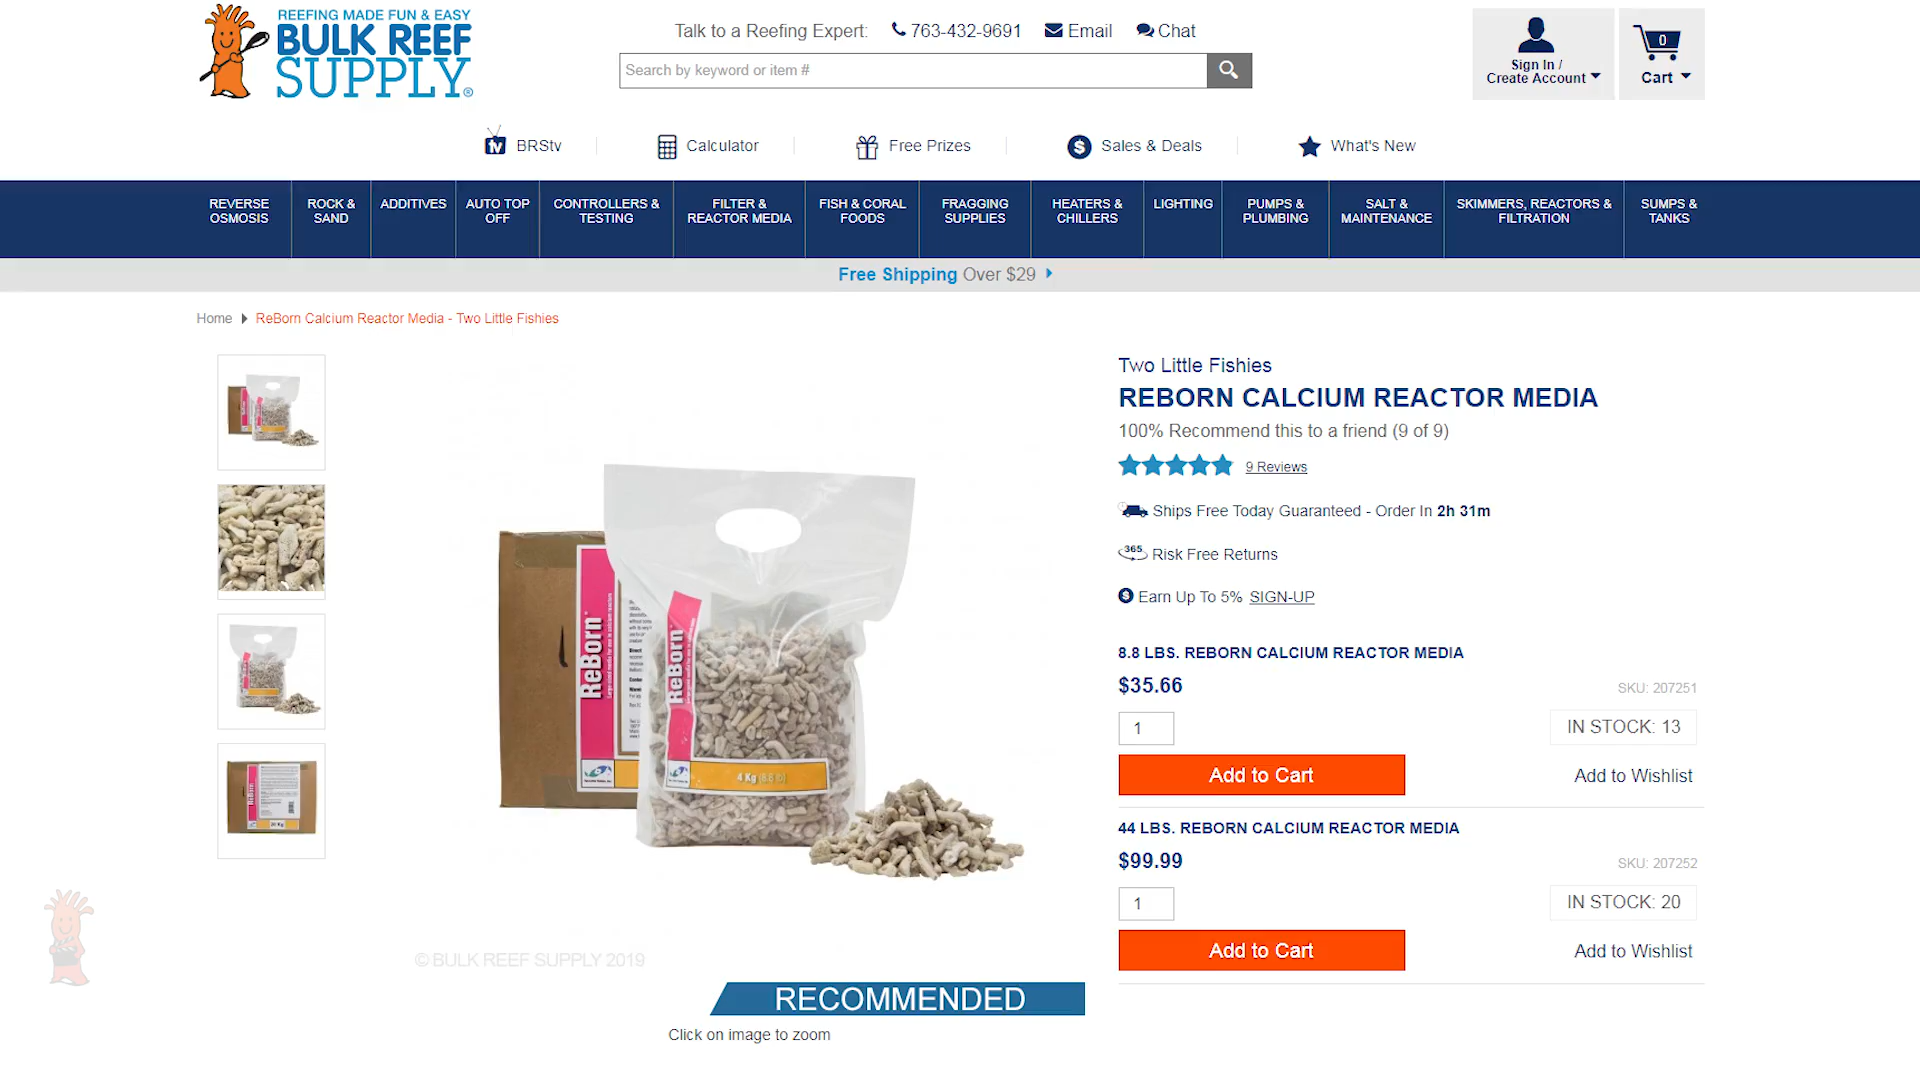 REEFING MADE FUN & EASY
BULK REEF
SUPPLY®
Talk to a Reefing Expert: 763-432-9691 Email Chat
Search by keyword or item #
Sign In /
Create Account
0
Cart
tv BRStv
Calculator
Free Prizes
$ Sales & Deals
What's New
REVERSE
OSMOSIS
ROCK &
SAND
ADDITIVES
AUTO TOP
OFF
CONTROLLERS &
TESTING
FILTER &
REACTOR MEDIA
FISH & CORAL
FOODS
FRAGGING
SUPPLIES
HEATERS &
CHILLERS
LIGHTING
PUMPS &
PLUMBING
SALT &
MAINTENANCE
SKIMMERS, REACTORS &
FILTRATION
SUMPS &
TANKS
Free Shipping Over $29
Home ReBorn Calcium Reactor Media - Two Little Fishies
ReBorn
ReBorn
4 Kg (8.8 lb)
© BULK REEF SUPPLY 2019
RECOMMENDED
Click on image to zoom
Two Little Fishies
REBORN CALCIUM REACTOR MEDIA
100% Recommend this to a friend (9 of 9)
9 Reviews
Ships Free Today Guaranteed - Order In 2h 31m
365 Risk Free Returns
$ Earn Up To 5% SIGN-UP
8.8 LBS. REBORN CALCIUM REACTOR MEDIA
$35.66
SKU: 207251
1
IN STOCK: 13
Add to Cart
Add to Wishlist
44 LBS. REBORN CALCIUM REACTOR MEDIA
$99.99
SKU: 207252
1
IN STOCK: 20
Add to Cart
Add to Wishlist